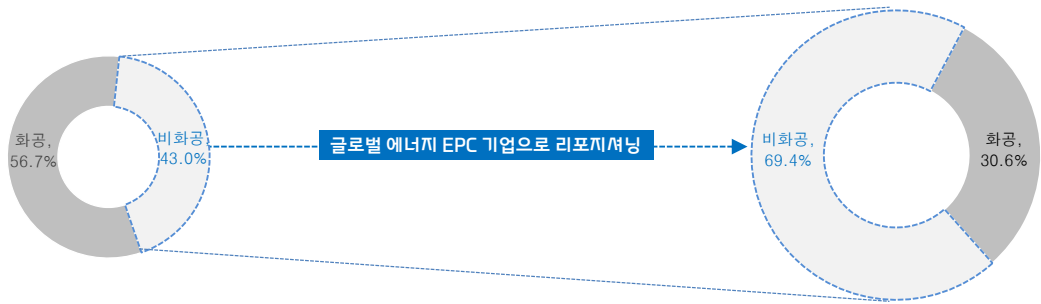 화공,
56.7%
비화공,
43.0%
글로벌 에너지 EPC 기업으로 리포지셔닝
비화공,
69.4%
화공,
30.6%